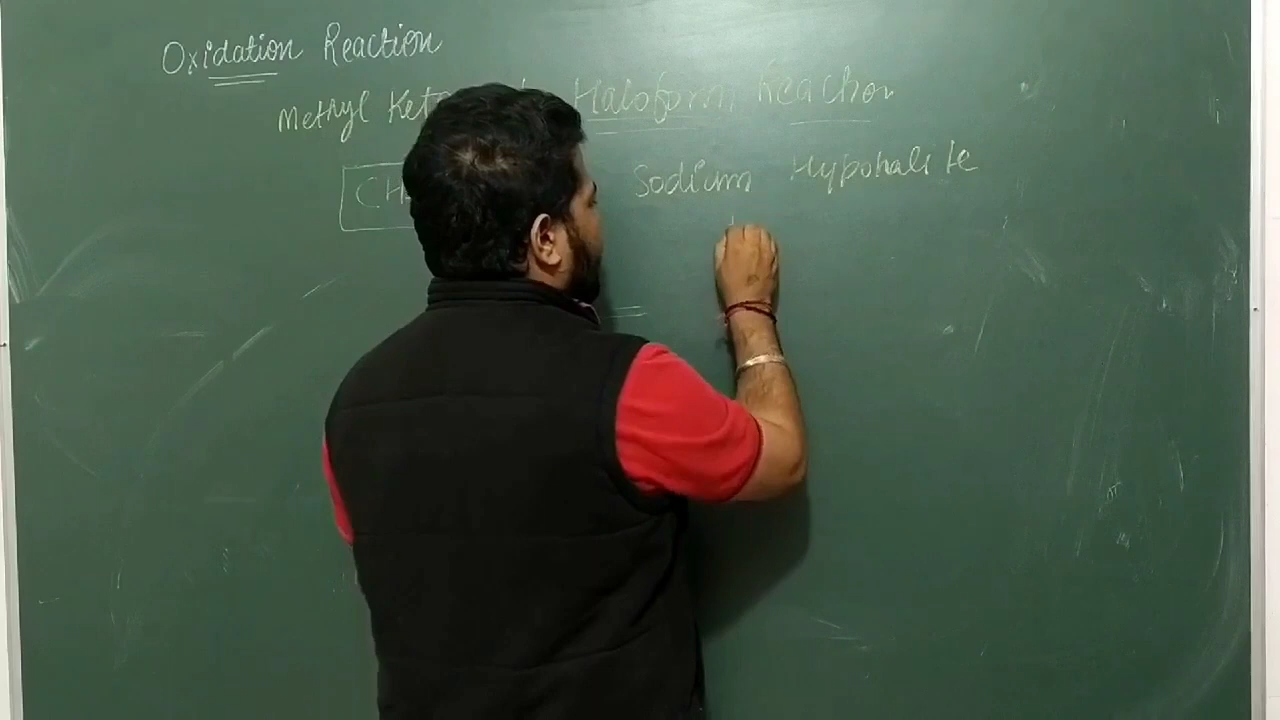 Oxidation Reaction
Methyl Keto Haloform Reaction
CH Sodium Hypohalite